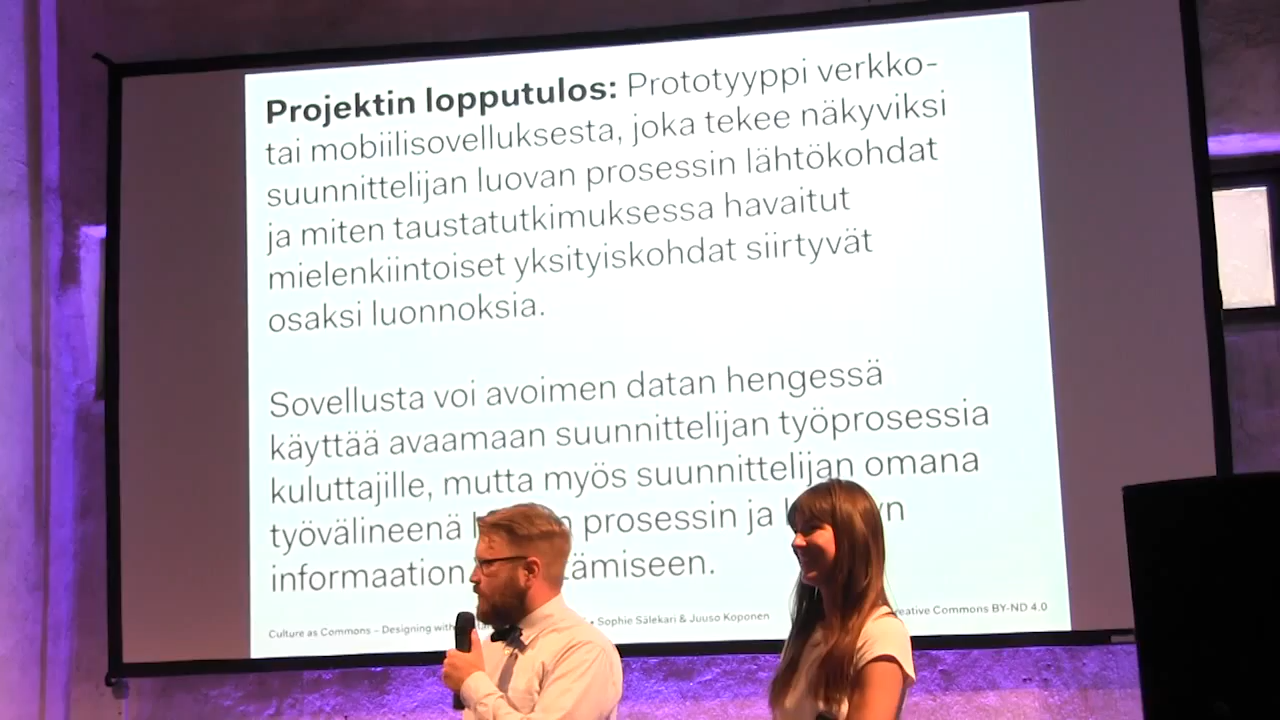 Projektin lopputulos: Prototyyppi verkko-
tai mobiilisovelluksesta, joka tekee näkyviksi
suunnittelijan luovan prosessin lähtökohdat
ja miten taustatutkimuksessa havaitut
mielenkiintoiset yksityiskohdat siirtyvät
osaksi luonnoksia.
Sovellusta voi avoimen datan hengessä
käyttää avaamaan suunnittelijan työprosessia
kuluttajille, mutta myös suunnittelijan omana
työvälineenä prosessin ja
informaation
Culture as Commons – Designing with • Sophie Sälekari & Juuso Koponen Creative Commons BY-ND 4.0